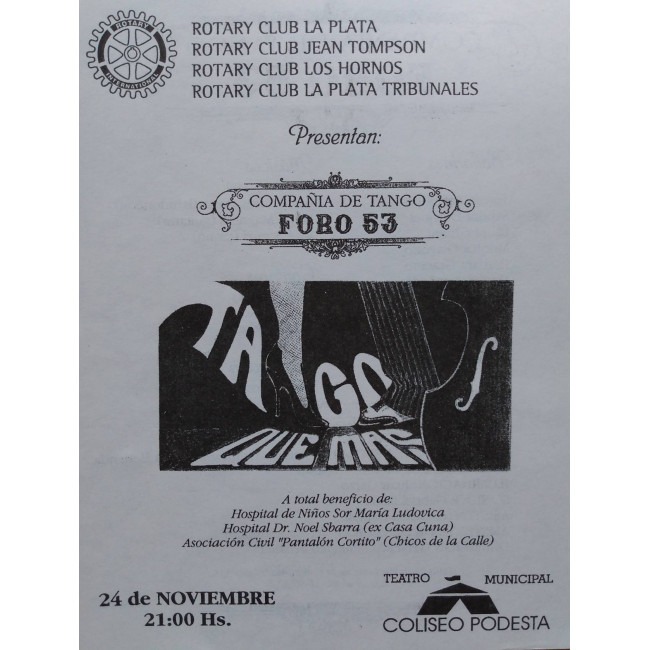 ROTARY INTERNATIONAL
ROTARY CLUB LA PLATA
ROTARY CLUB JEAN TOMPSON
ROTARY CLUB LOS HORNOS
ROTARY CLUB LA PLATA TRIBUNALES
Presentan:
COMPAÑIA DE TANGO
FORO 53
TANGO
QUE MAS
A total beneficio de:
Hospital de Niños Sor María Ludovica
Hospital Dr. Noel Sbarra (ex Casa Cuna)
Asociación Civil "Pantalón Cortito" (Chicos de la Calle)
24 de NOVIEMBRE
21:00 Hs.
TEATRO MUNICIPAL
COLISEO PODESTA